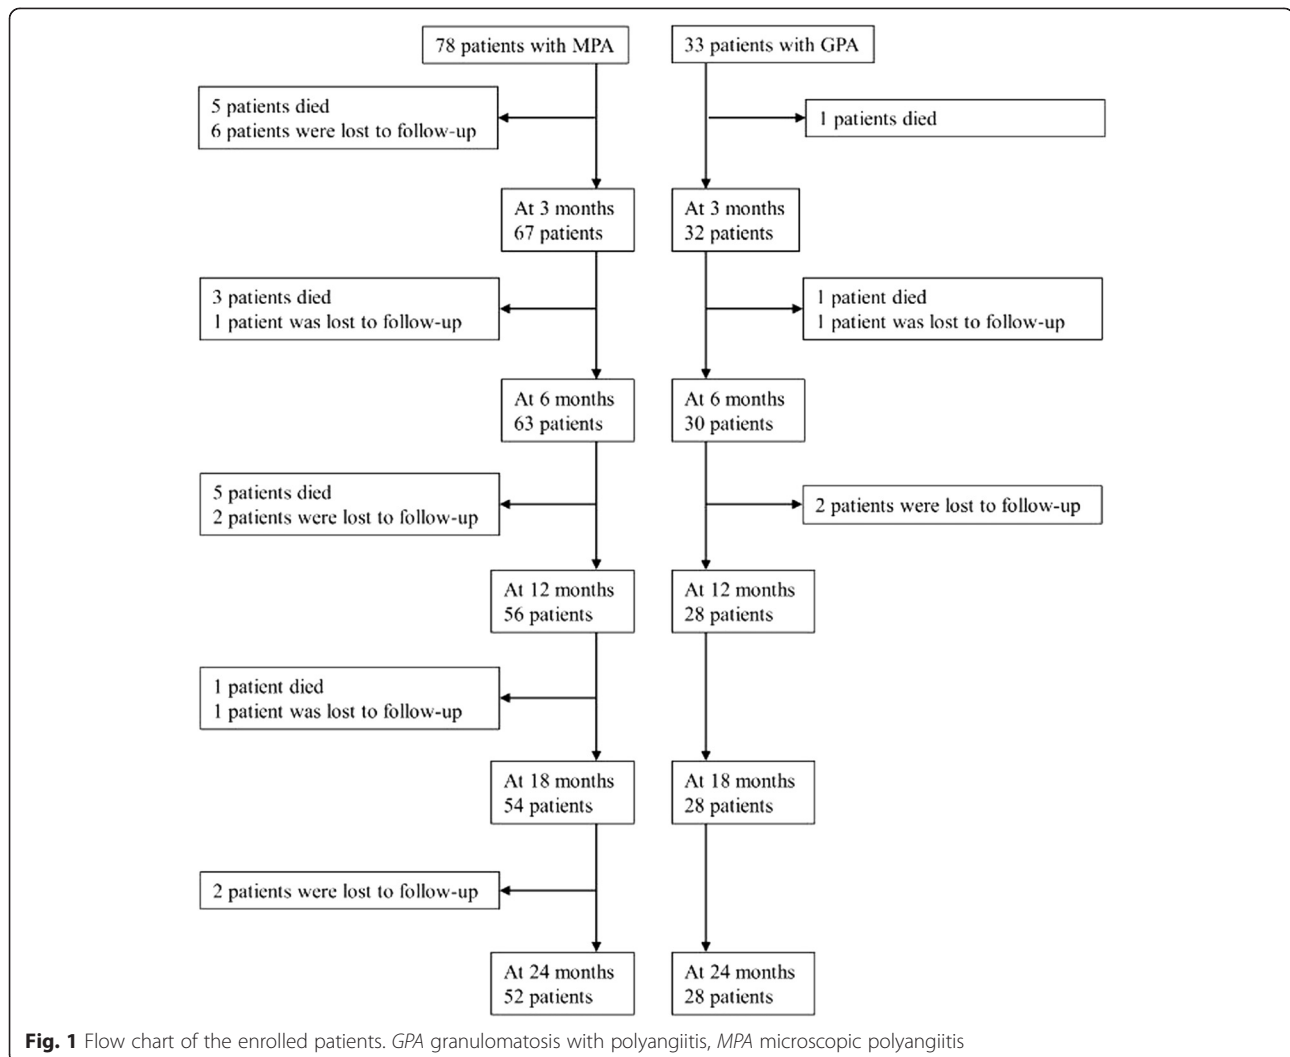 78 patients with MPA
33 patients with GPA
5 patients died
6 patients were lost to follow-up
1 patients died
At 3 months
67 patients
At 3 months
32 patients
3 patients died
1 patient was lost to follow-up
1 patient died
1 patient was lost to follow-up
At 6 months
63 patients
At 6 months
30 patients
5 patients died
2 patients were lost to follow-up
2 patients were lost to follow-up
At 12 months
56 patients
At 12 months
28 patients
1 patient died
1 patient was lost to follow-up
At 18 months
54 patients
At 18 months
28 patients
2 patients were lost to follow-up
At 24 months
52 patients
At 24 months
28 patients
Fig. 1 Flow chart of the enrolled patients. GPA granulomatosis with polyangiitis, MPA microscopic polyangiitis